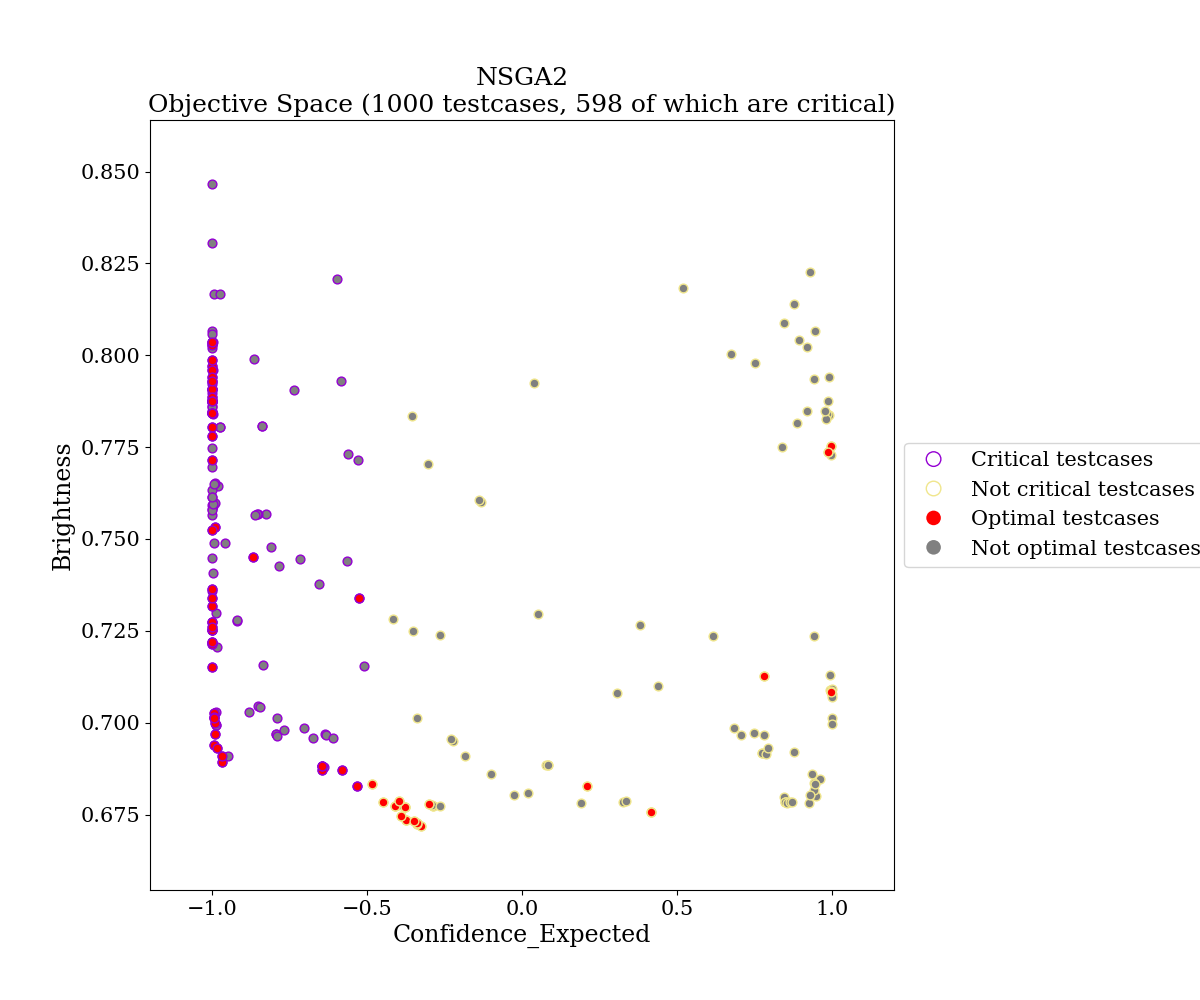 NSGA2
Objective Space (1000 testcases, 598 of which are critical)
0.850
0.825
0.800
0.775
0.750
0.725
0.700
0.675
Brightness
−1.0
−0.5
0.0
0.5
1.0
Confidence_Expected
Critical testcases
Not critical testcases
Optimal testcases
Not optimal testcases